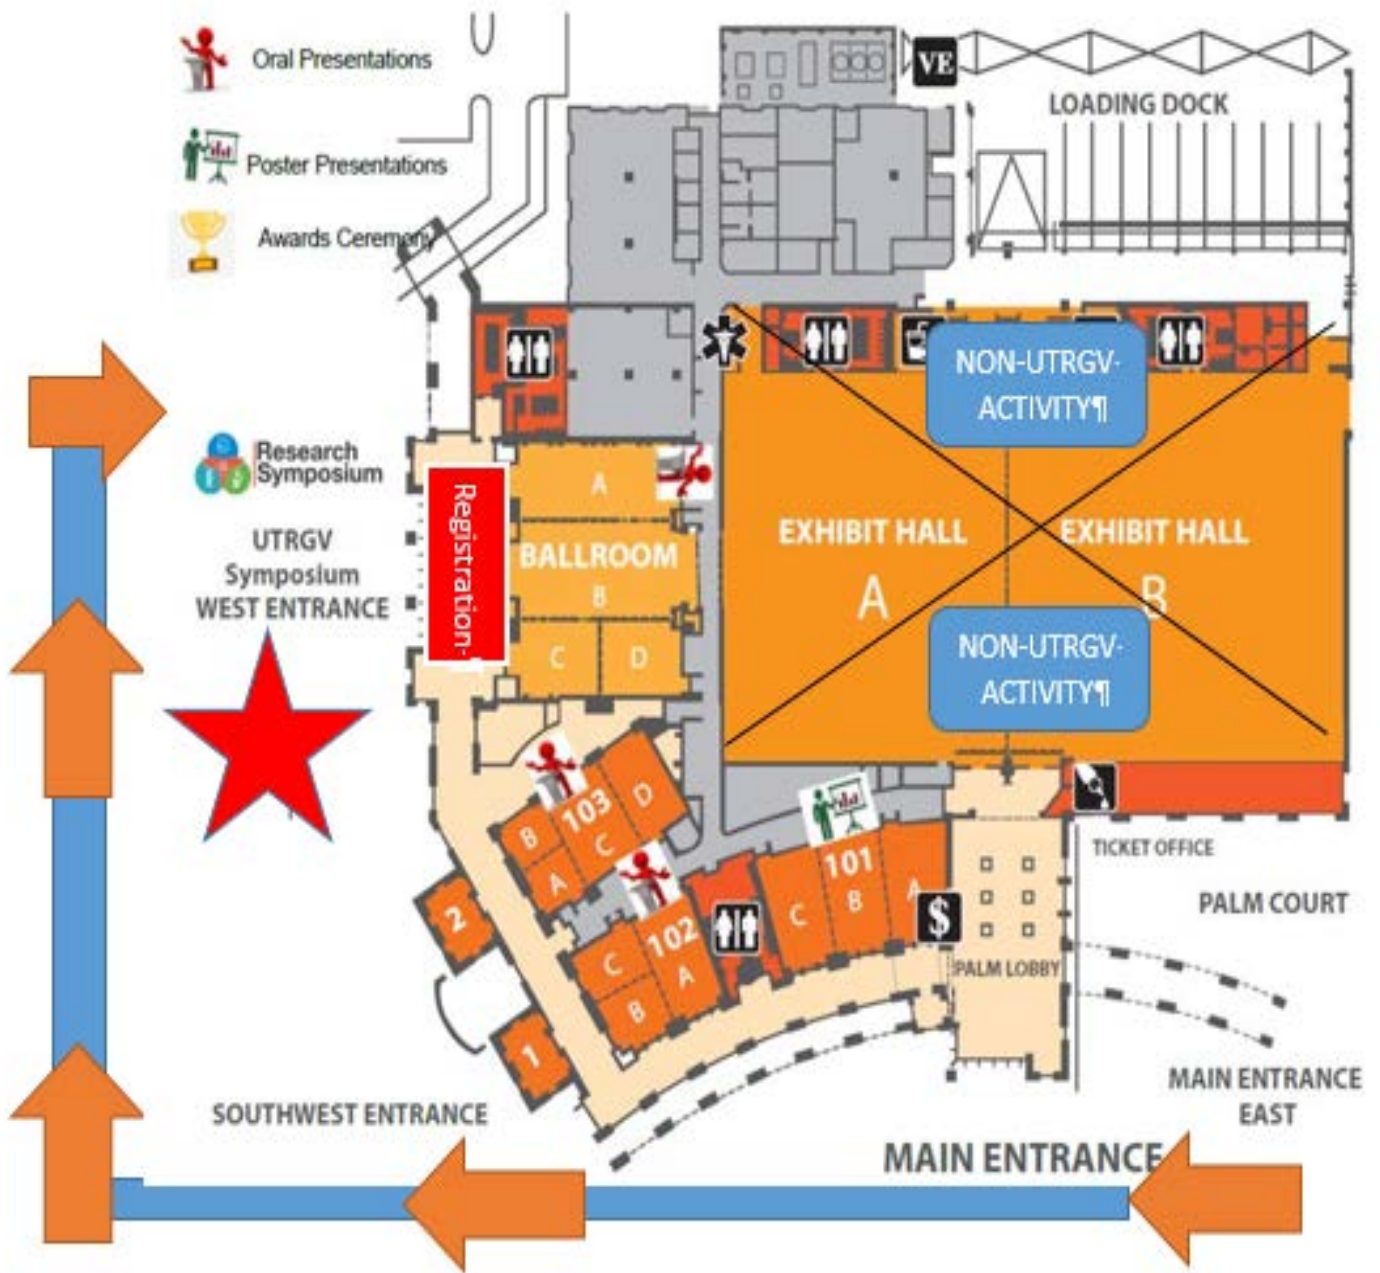 Oral Presentations
VE
LOADING DOCK
Poster Presentations
Awards Ceremony
NON-UTRGV-
ACTIVITY¶
Research
Symposium
A
Registration-
UTRGV
Symposium
WEST ENTRANCE
BALLROOM
B
C
D
EXHIBIT HALL
A
EXHIBIT HALL
B
NON-UTRGV-
ACTIVITY¶
103
A
B
C
D
101
A
B
C
102
A
B
C
2
1
$
TICKET OFFICE
PALM COURT
PALM LOBBY
MAIN ENTRANCE
EAST
SOUTHWEST ENTRANCE
MAIN ENTRANCE